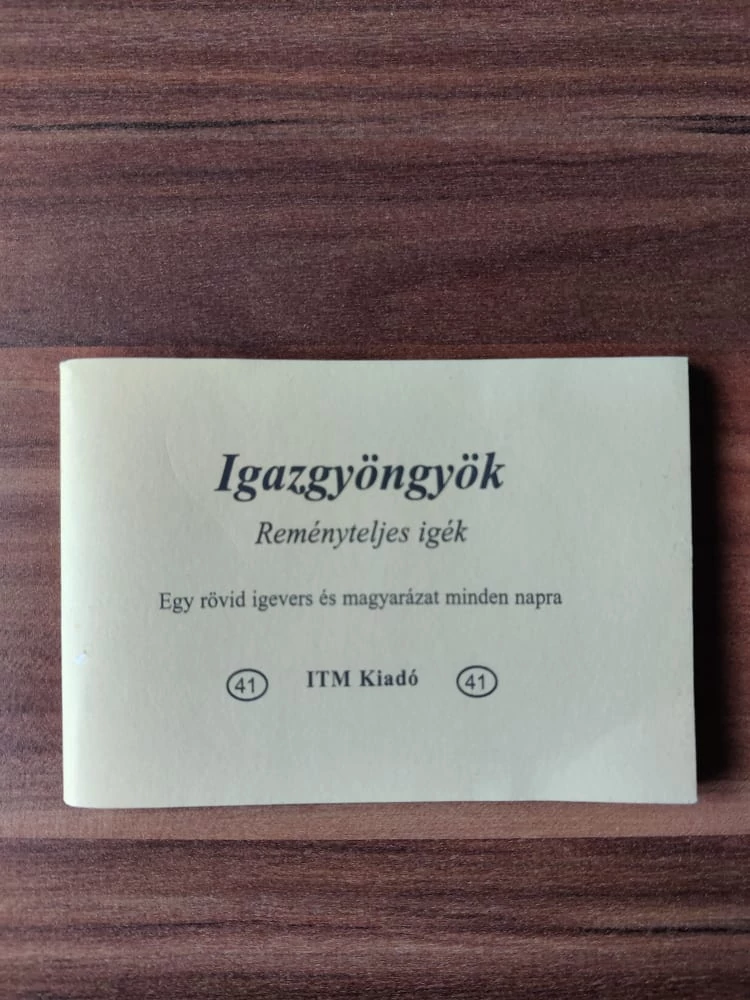 Igazgyöngyök
Reményteljes igék
Egy rövid igevers és magyarázat minden napra
41 ITM Kiadó 41